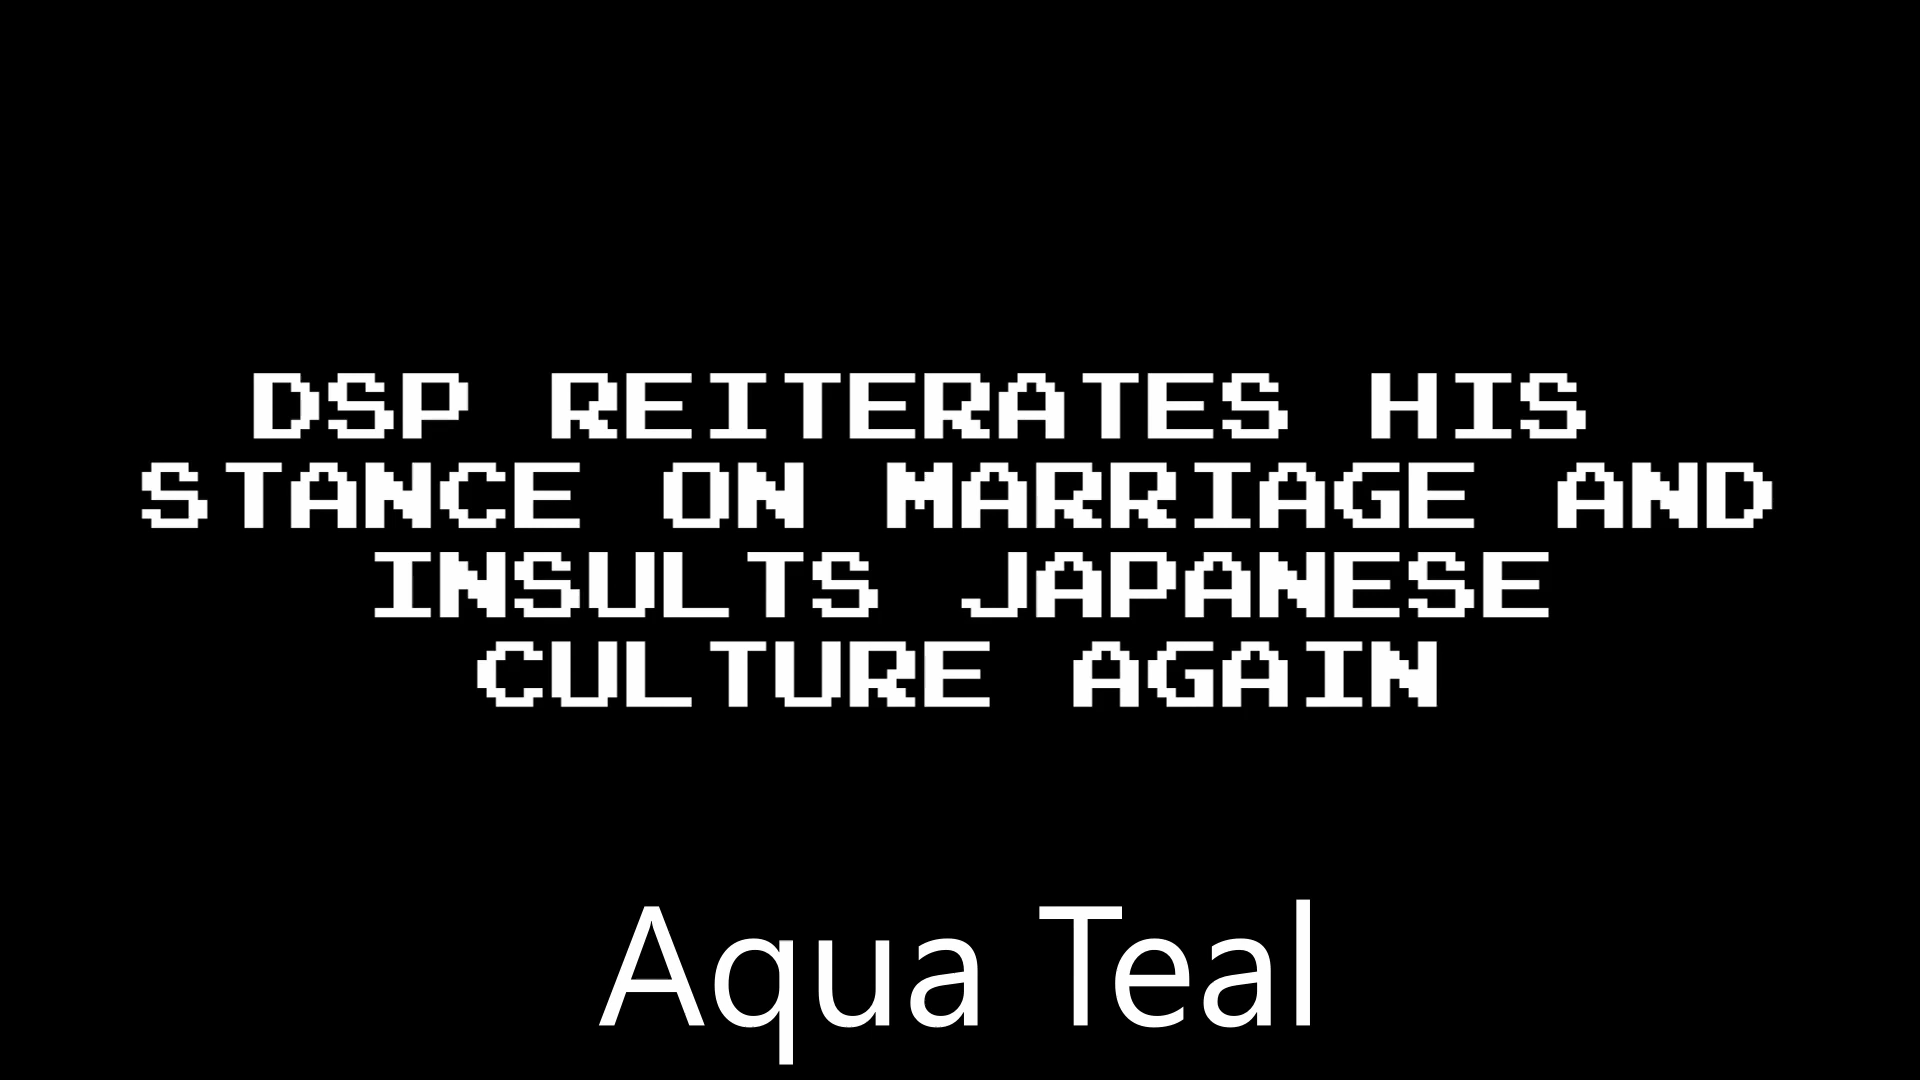 DSP REITERATES HIS
STANCE ON MARRIAGE AND
INSULTS JAPANESE
CULTURE AGAIN
Aqua Teal